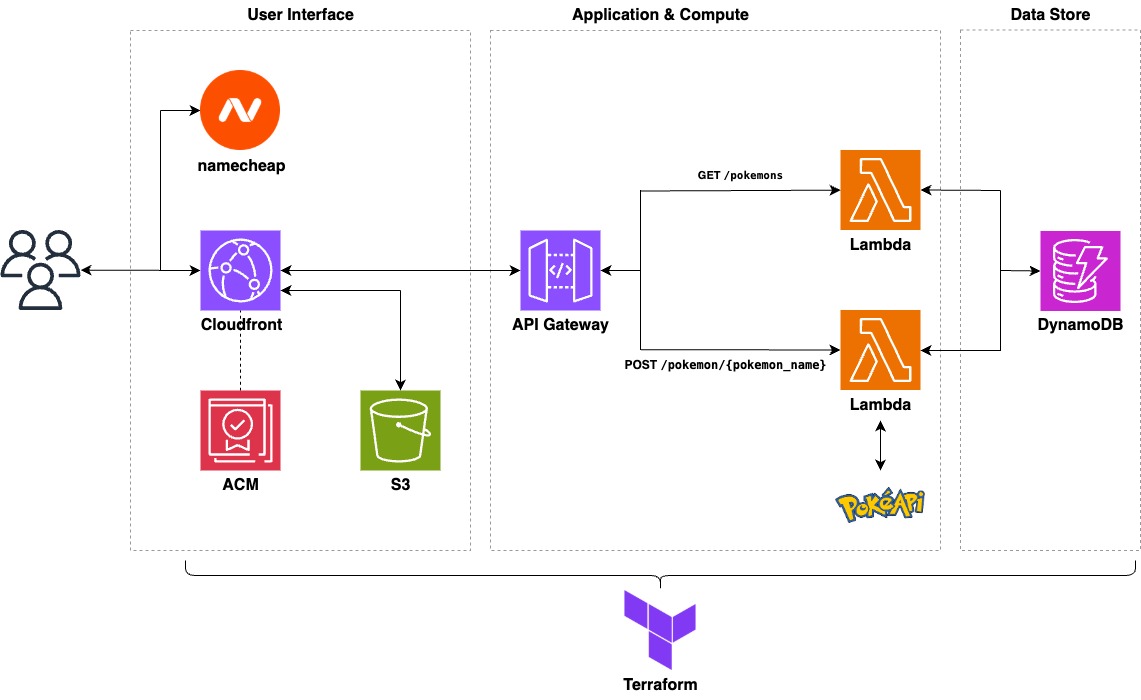 User Interface
Application & Compute
Data Store
namecheap
GET /pokemons
Lambda
Cloudfront
API Gateway
DynamoDB
POST /pokemon/{pokemon_name}
Lambda
ACM
S3
PokéApi
Terraform